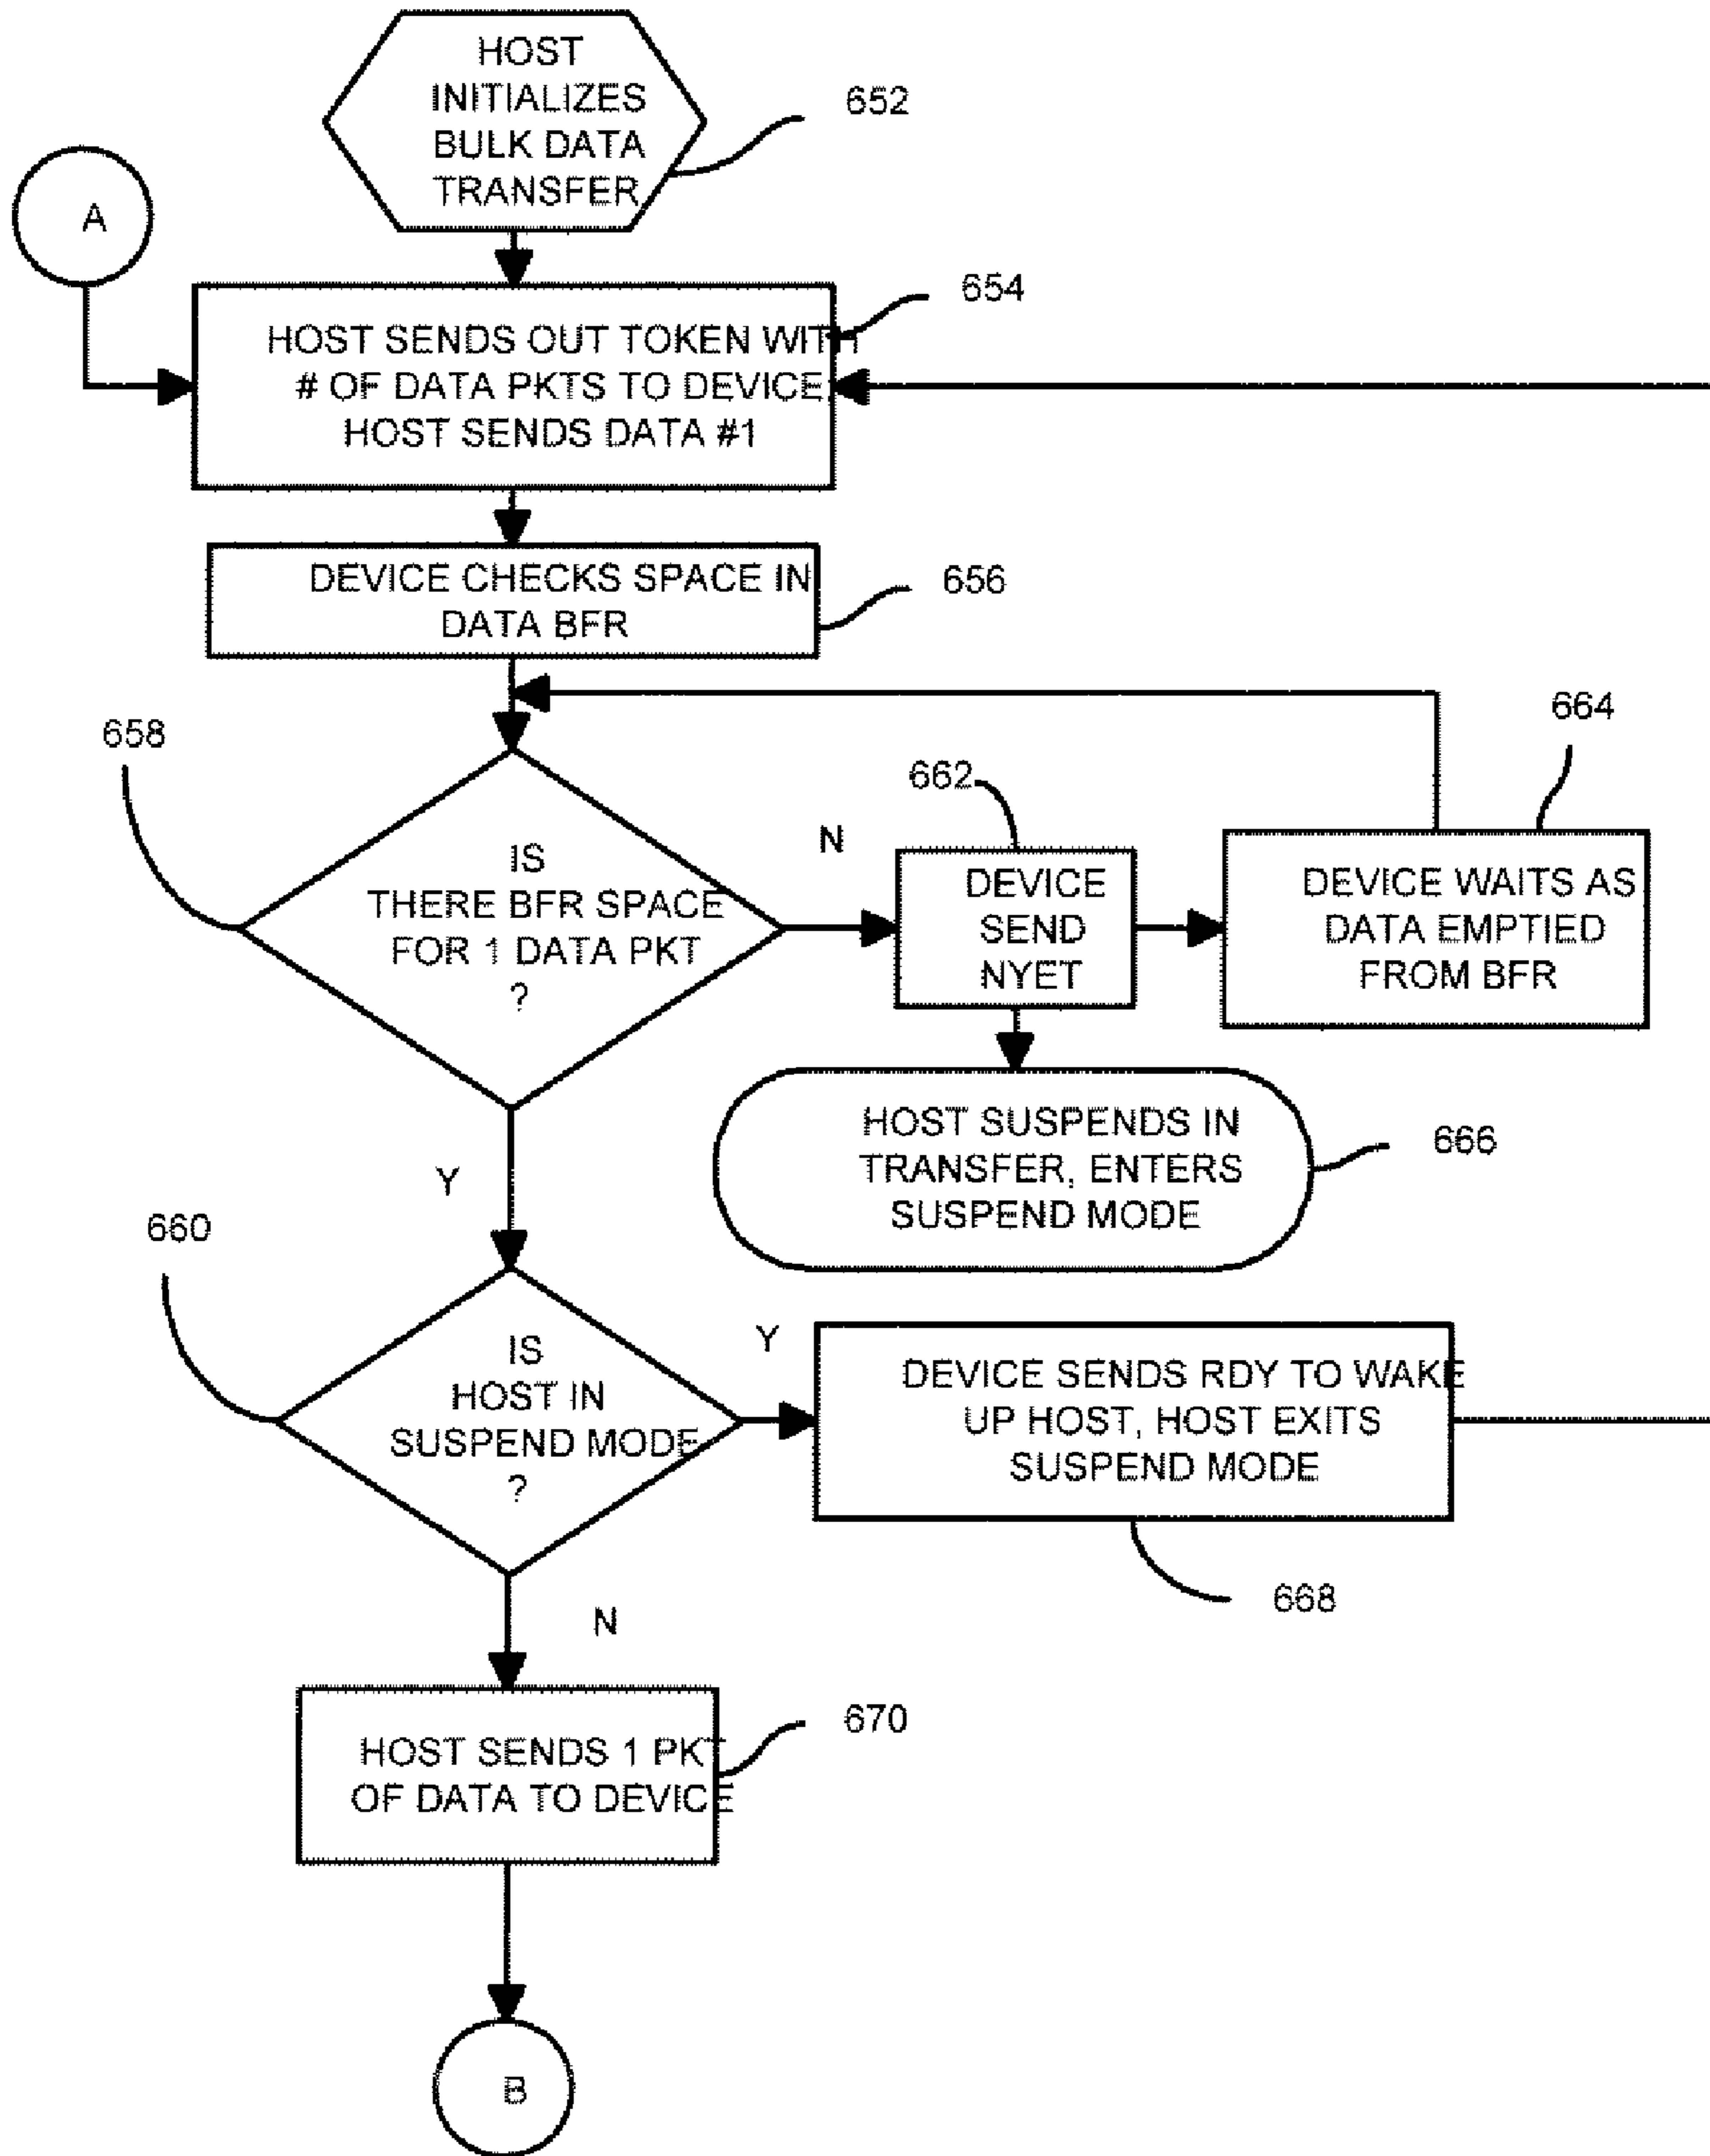 HOST
INITIALIZES
BULK DATA
TRANSFER
652
A
654
HOST SENDS OUT TOKEN WITH
# OF DATA PKTS TO DEVICE
HOST SENDS DATA #1
DEVICE CHECKS SPACE IN
DATA BFR
656
658
IS
THERE BFR SPACE
FOR 1 DATA PKT
?
N
662
DEVICE
SEND
NYET
664
DEVICE WAITS AS
DATA EMPTIED
FROM BFR
HOST SUSPENDS IN
TRANSFER, ENTERS
SUSPEND MODE
666
Y
660
IS
HOST IN
SUSPEND MODE
?
Y
DEVICE SENDS RDY TO WAKE
UP HOST, HOST EXITS
SUSPEND MODE
668
N
HOST SENDS 1 PKT
OF DATA TO DEVICE
670
B